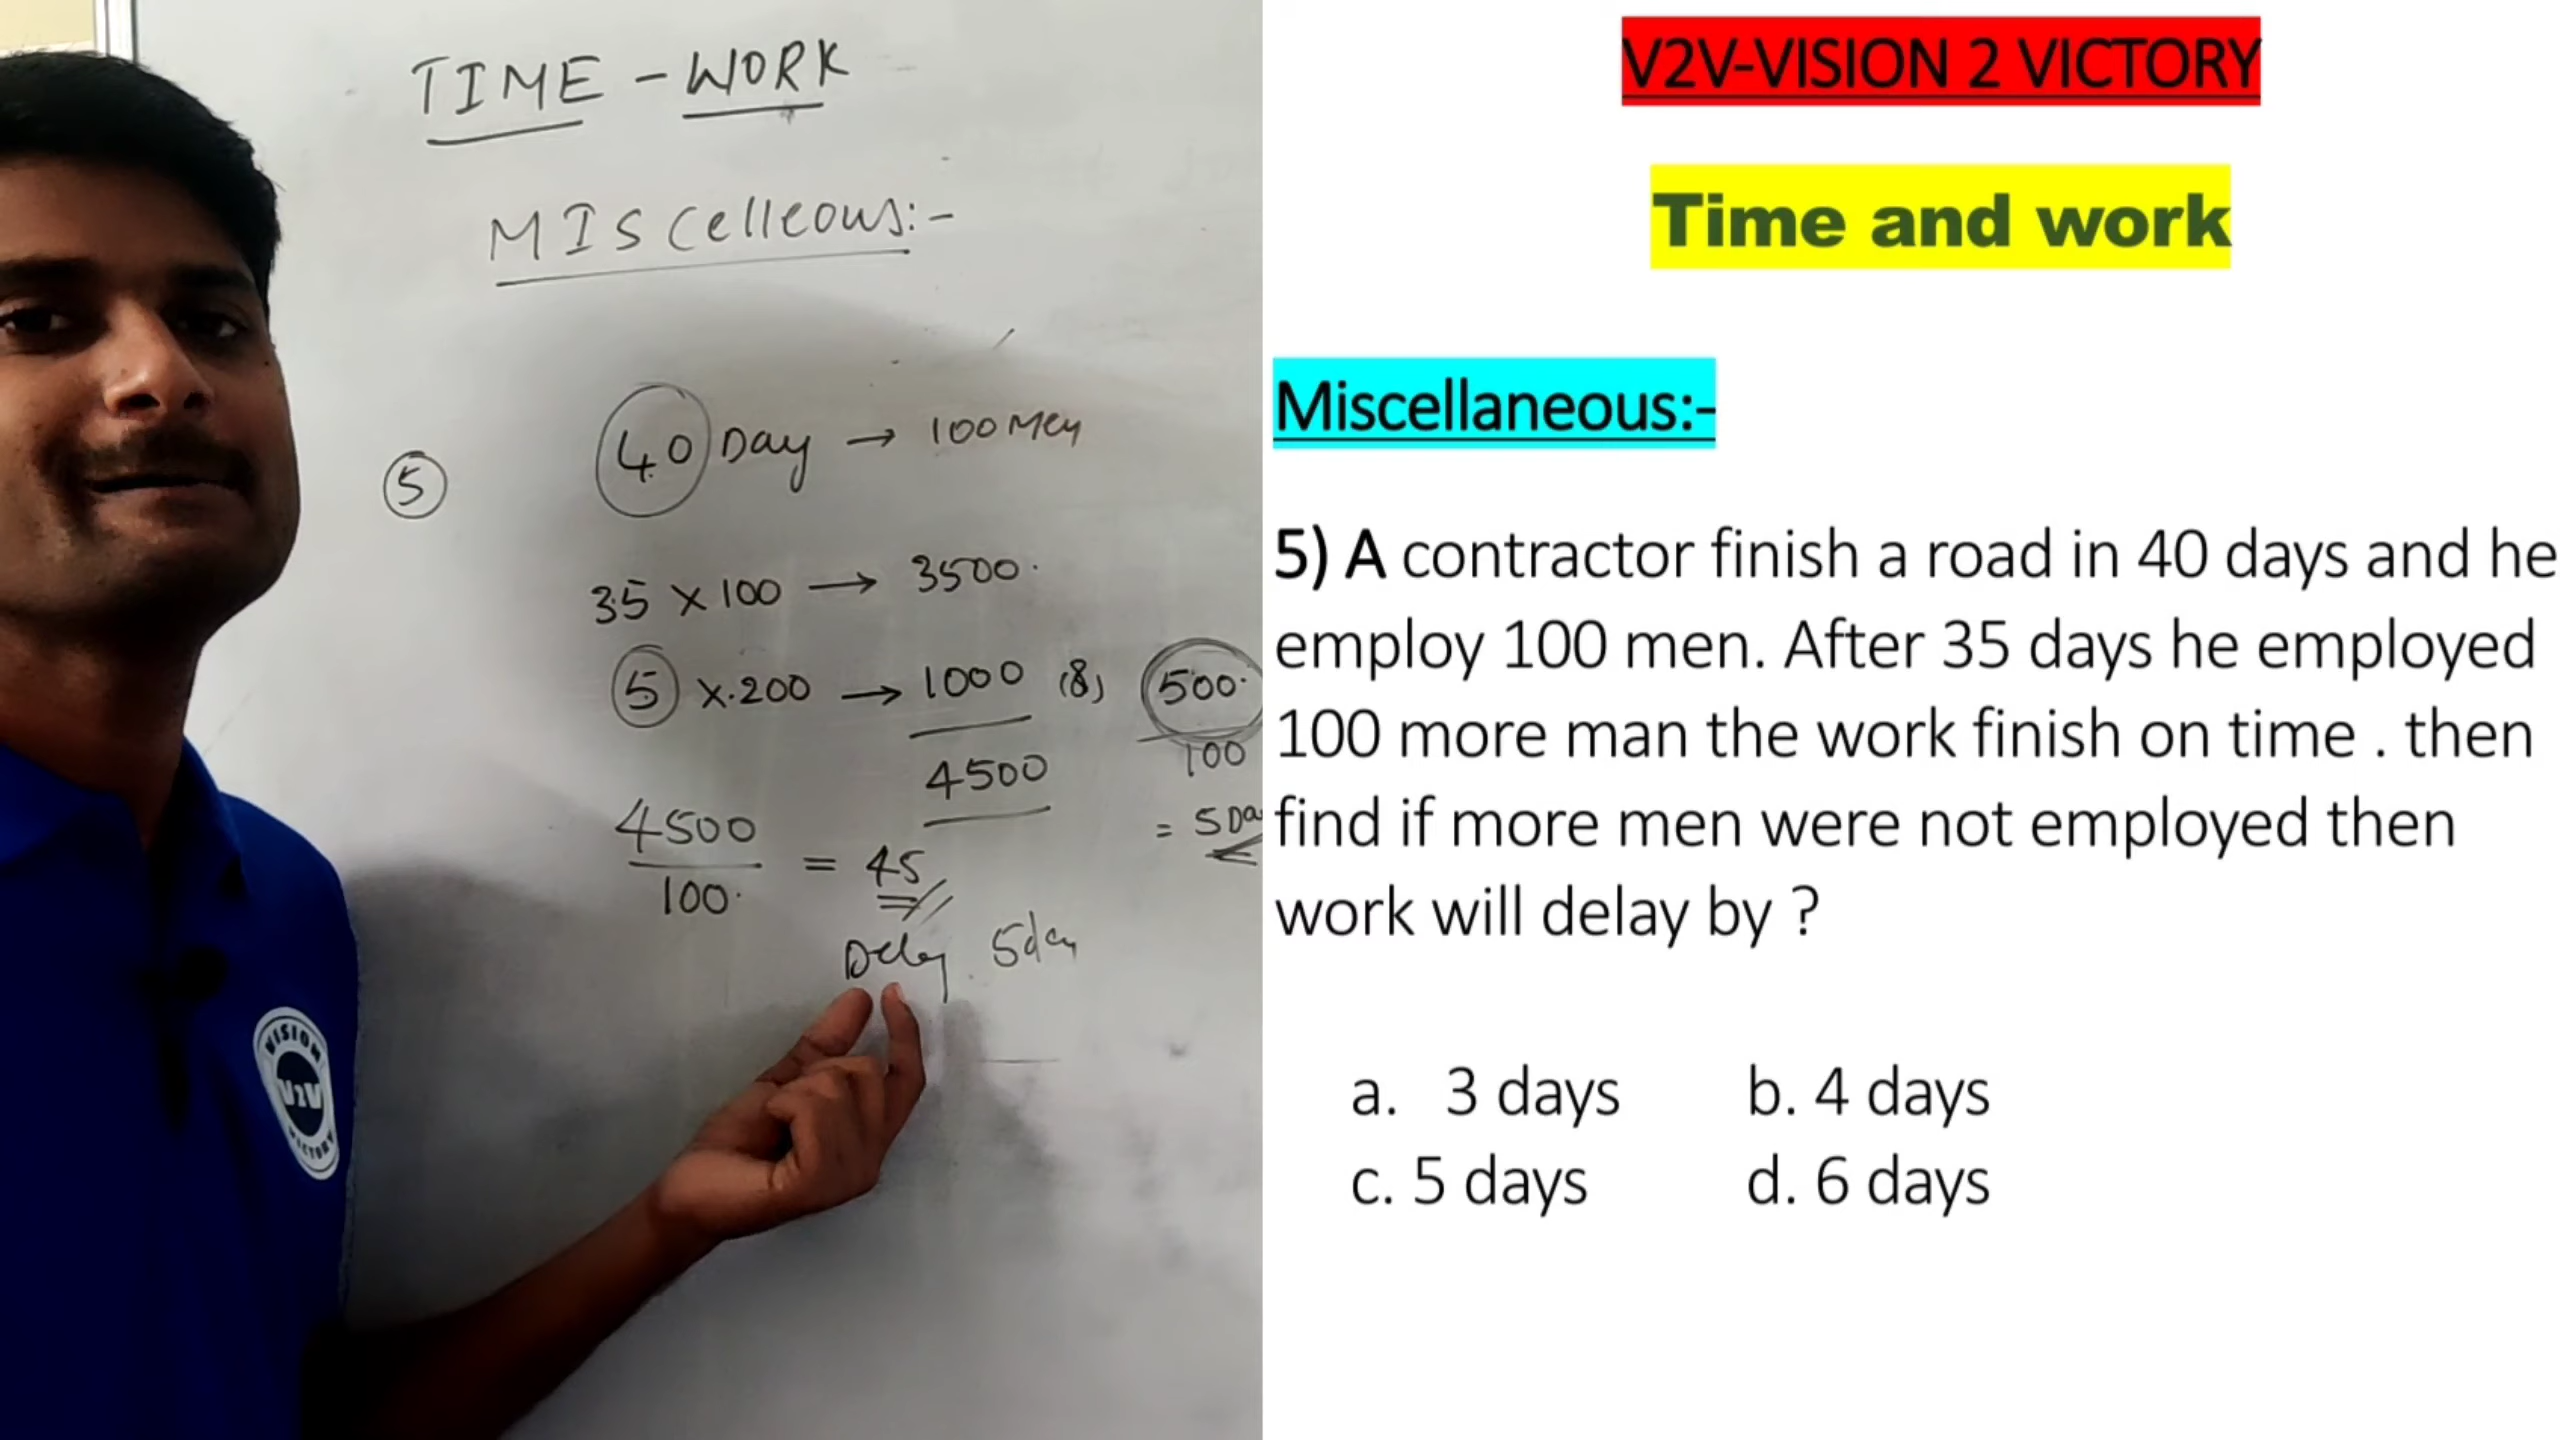 TIME - WORK
MIscelleous:-
5
40 Day → 100 Men
35 x 100 → 3500.
5 x.200 → 1000 (8) 500.
100
4500
= 5 Da
4500
100.
= 45
Delay. 5 day
VISION
V2V
VICTORY
V2V-VISION 2 VICTORY
Time and work
Miscellaneous:-
5) A contractor finish a road in 40 days and he
employ 100 men. After 35 days he employed
100 more man the work finish on time . then
find if more men were not employed then
work will delay by ?
a. 3 days b. 4 days
c. 5 days d. 6 days